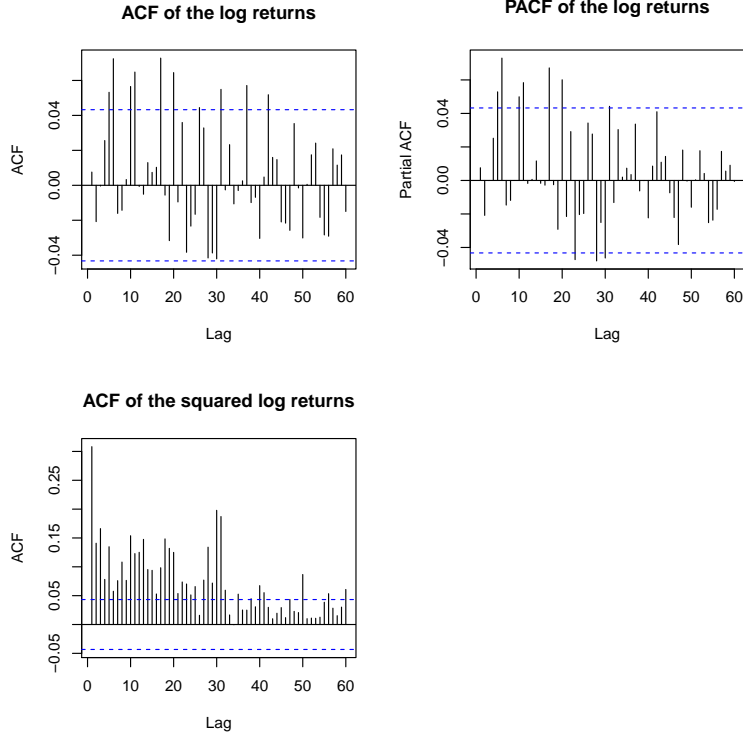 ACF of the log returns
ACF
0.04
0.00
−0.04
0 10 20 30 40 50 60
Lag
PACF of the log returns
Partial ACF
0.04
0.00
−0.04
0 10 20 30 40 50 60
Lag
ACF of the squared log returns
ACF
0.25
0.15
0.05
−0.05
0 10 20 30 40 50 60
Lag